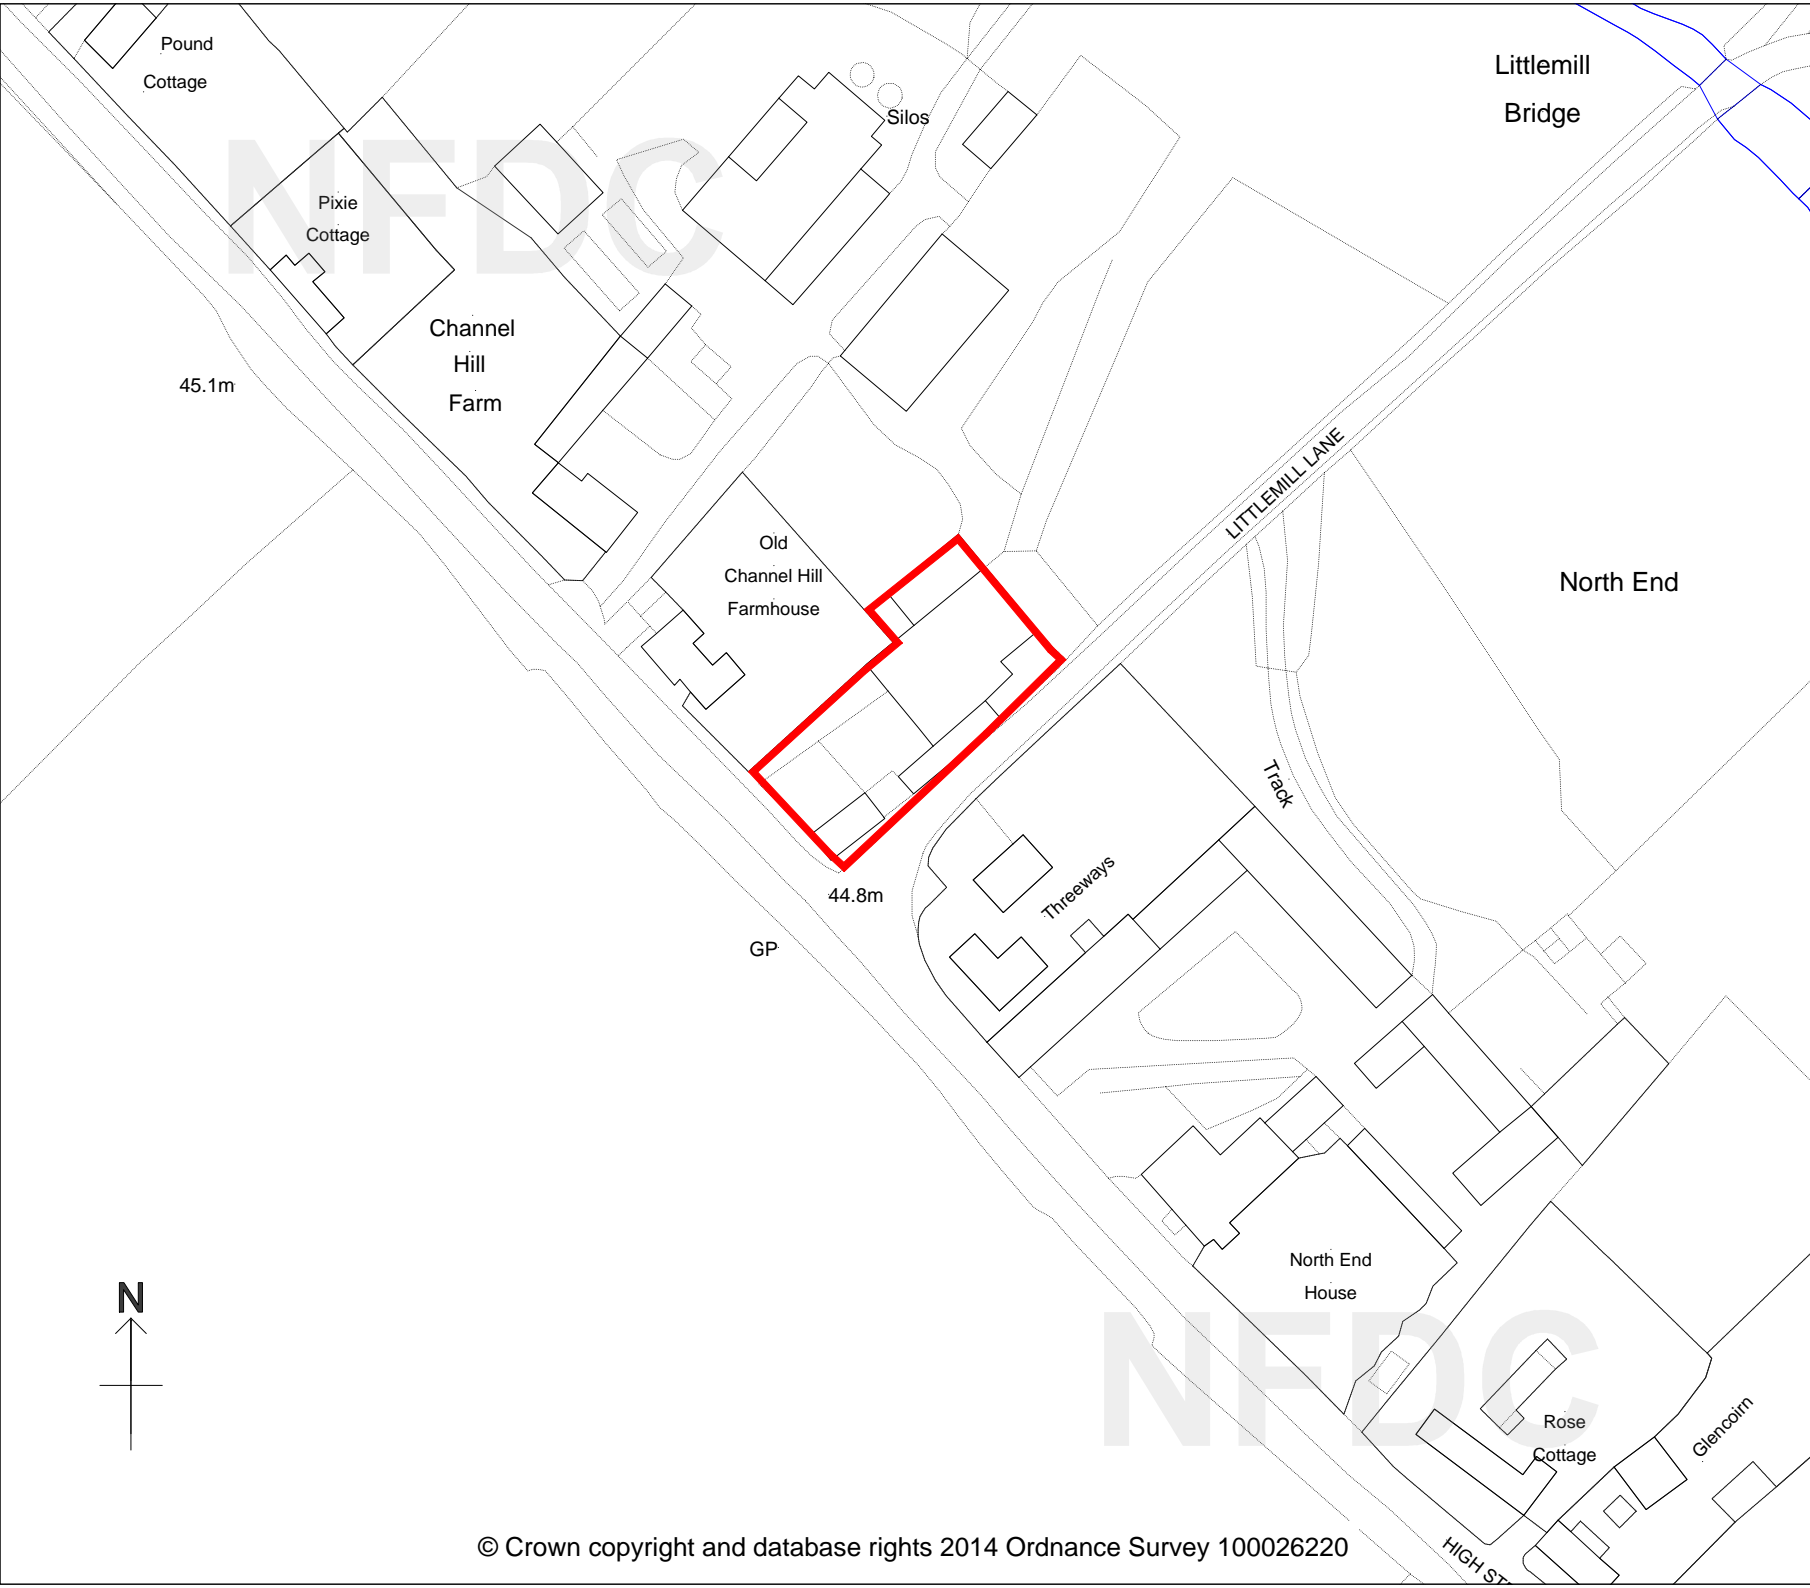 Pound
Cottage
Littlemill
Bridge
Silos
NFDC
Pixie
Cottage
Channel
Hill
Farm
45.1m
LITTLEMILL LANE
Old
Channel Hill
Farmhouse
North End
Track
Threeways
44.8m
GP
North End
House
N
NFDC
Rose
Cottage
Glencoirn
© Crown copyright and database rights 2014 Ordnance Survey 100026220
HIGH